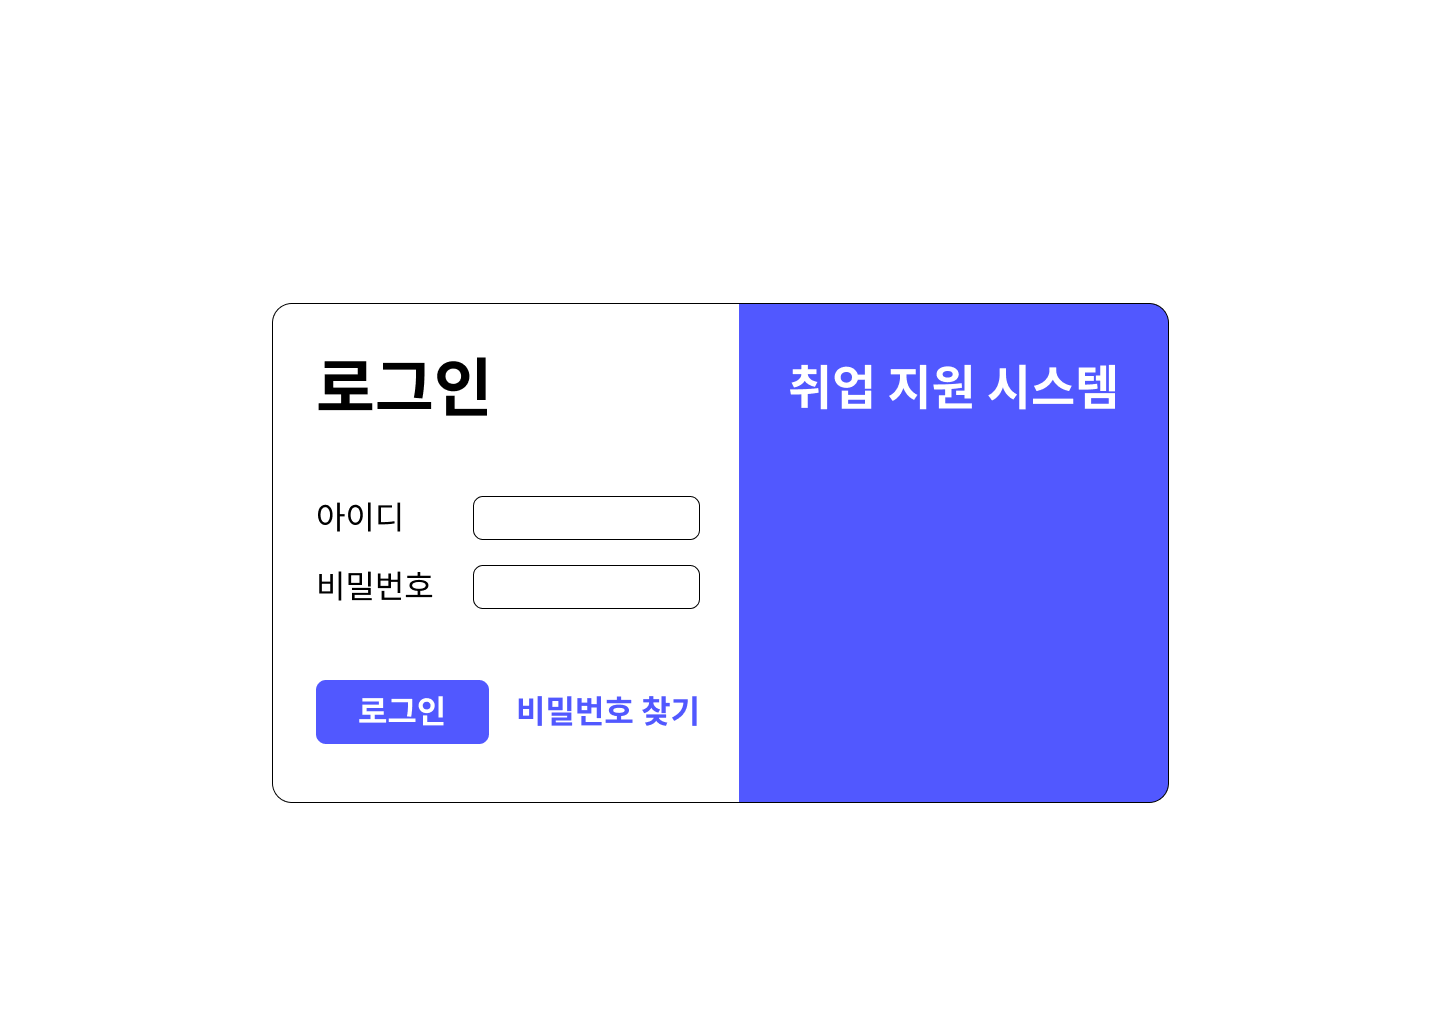 로그인
아이디
비밀번호
로그인
비밀번호 찾기
취업 지원 시스템